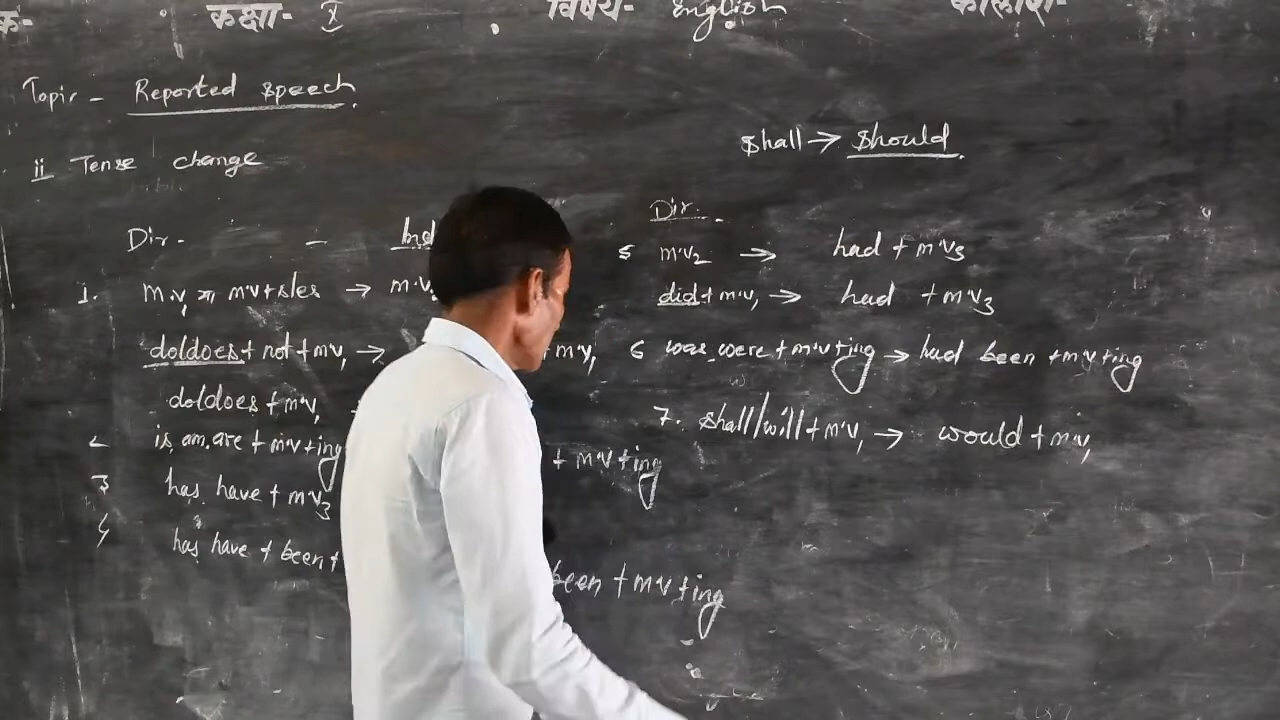 कक्षा- X विषय- English
Topic - Reported speech.
shall → should.
ii Tense change
Dir - - Ind
Dir.
1. m.v₁ m.v+s/es → m.v
do/does + not + m.v₁ → + m.v₁
do/does + m.v₁
is, am, are + m.v + ing + m.v + ing
3 has, have + m.v₃
4 has, have + been + been + m.v + ing
5 m.v₂ → had + m.v₃
did + m.v₁ → had + m.v₃
6 was, were + m.v + ing → had been + m.v + ing
7. shall/will + m.v₁ → would + m.v₁